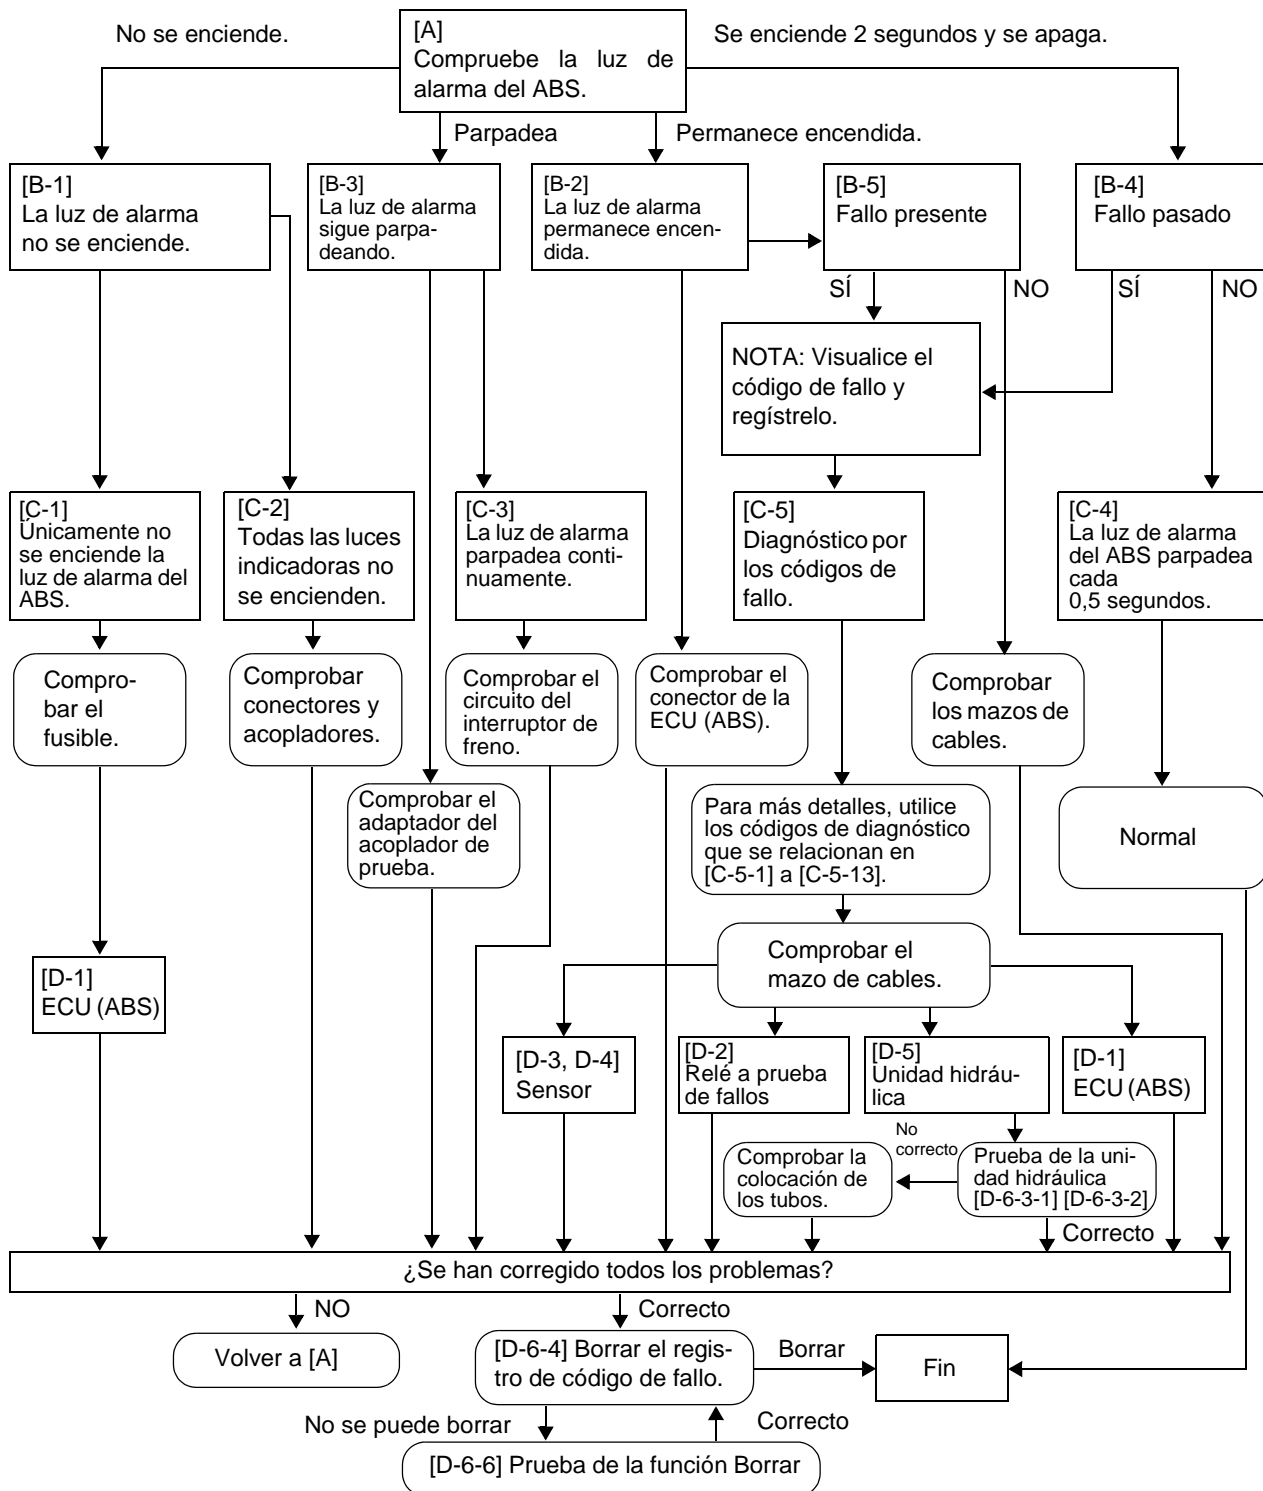 No se enciende.
[A]
Compruebe la luz de
alarma del ABS.
Se enciende 2 segundos y se apaga.
Parpadea
Permanece encendida.
[B-1]
La luz de alarma
no se enciende.
[B-3]
La luz de alarma
sigue parpa-
deando.
[B-2]
La luz de alarma
permanece encen-
dida.
[B-5]
Fallo presente
[B-4]
Fallo pasado
SÍ
NO
SÍ
NO
NOTA: Visualice el
código de fallo y
regístrelo.
[C-1]
Únicamente no
se enciende la
luz de alarma del
ABS.
[C-2]
Todas las luces
indicadoras no
se encienden.
[C-3]
La luz de alarma
parpadea conti-
nuamente.
[C-5]
Diagnóstico por
los códigos de
fallo.
[C-4]
La luz de alarma
del ABS parpadea
cada
0,5 segundos.
Compro-
bar el
fusible.
Comprobar
conectores y
acopladores.
Comprobar el
circuito del
interruptor de
freno.
Comprobar el
conector de la
ECU (ABS).
Comprobar
los mazos de
cables.
Comprobar el
adaptador del
acoplador de
prueba.
Para más detalles, utilice
los códigos de diagnóstico
que se relacionan en
[C-5-1] a [C-5-13].
Normal
Comprobar el
mazo de cables.
[D-1]
ECU (ABS)
[D-3, D-4]
Sensor
[D-2]
Relé a prueba
de fallos
[D-5]
Unidad hidráu-
lica
[D-1]
ECU (ABS)
No
correcto
Comprobar la
colocación de
los tubos.
Prueba de la uni-
dad hidráulica
[D-6-3-1] [D-6-3-2]
Correcto
¿Se han corregido todos los problemas?
NO
Correcto
Volver a [A]
[D-6-4] Borrar el regis-
tro de código de fallo.
Borrar
Fin
No se puede borrar
Correcto
[D-6-6] Prueba de la función Borrar